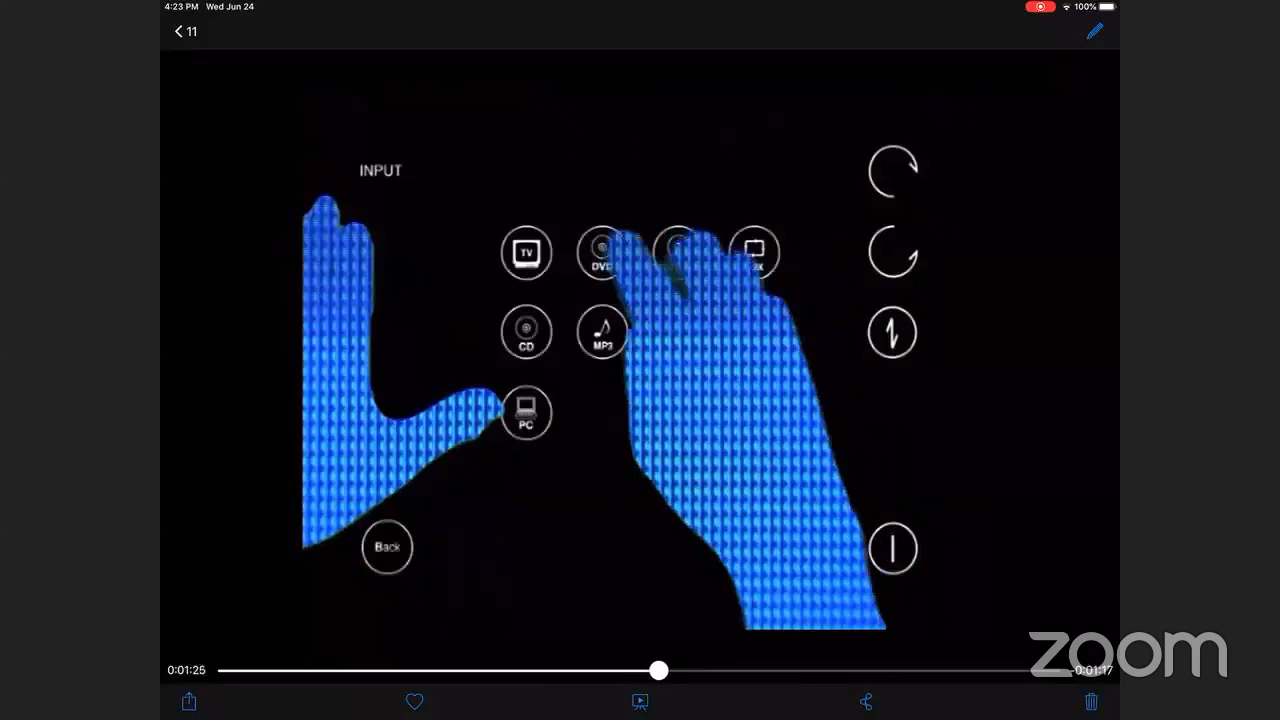 4:23 PM Wed Jun 24
100%
11
INPUT
TV
DVD
CD
MP3
PC
Back
0:01:25
-0:01:17
zoom